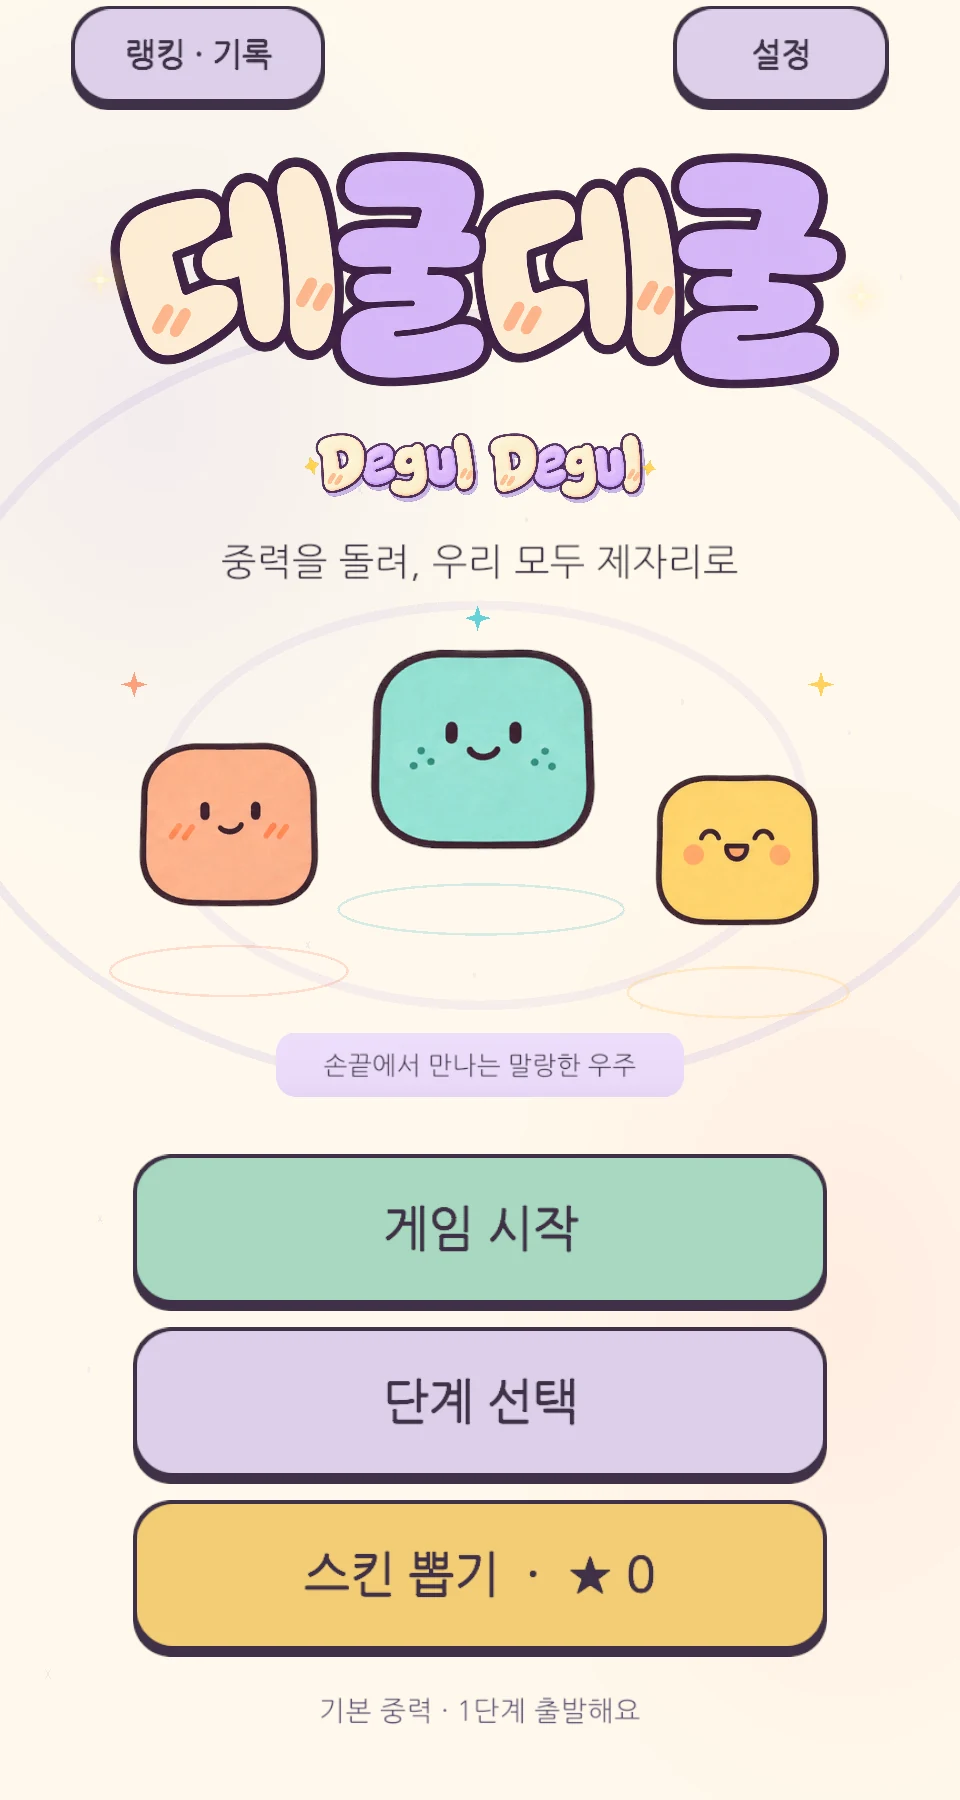 랭킹 · 기록
설정
데굴데굴
Degul Degul
중력을 돌려, 우리 모두 제자리로
손끝에서 만나는 말랑한 우주
게임 시작
단계 선택
스킨 뽑기 · ★ 0
기본 중력 · 1단계 출발해요